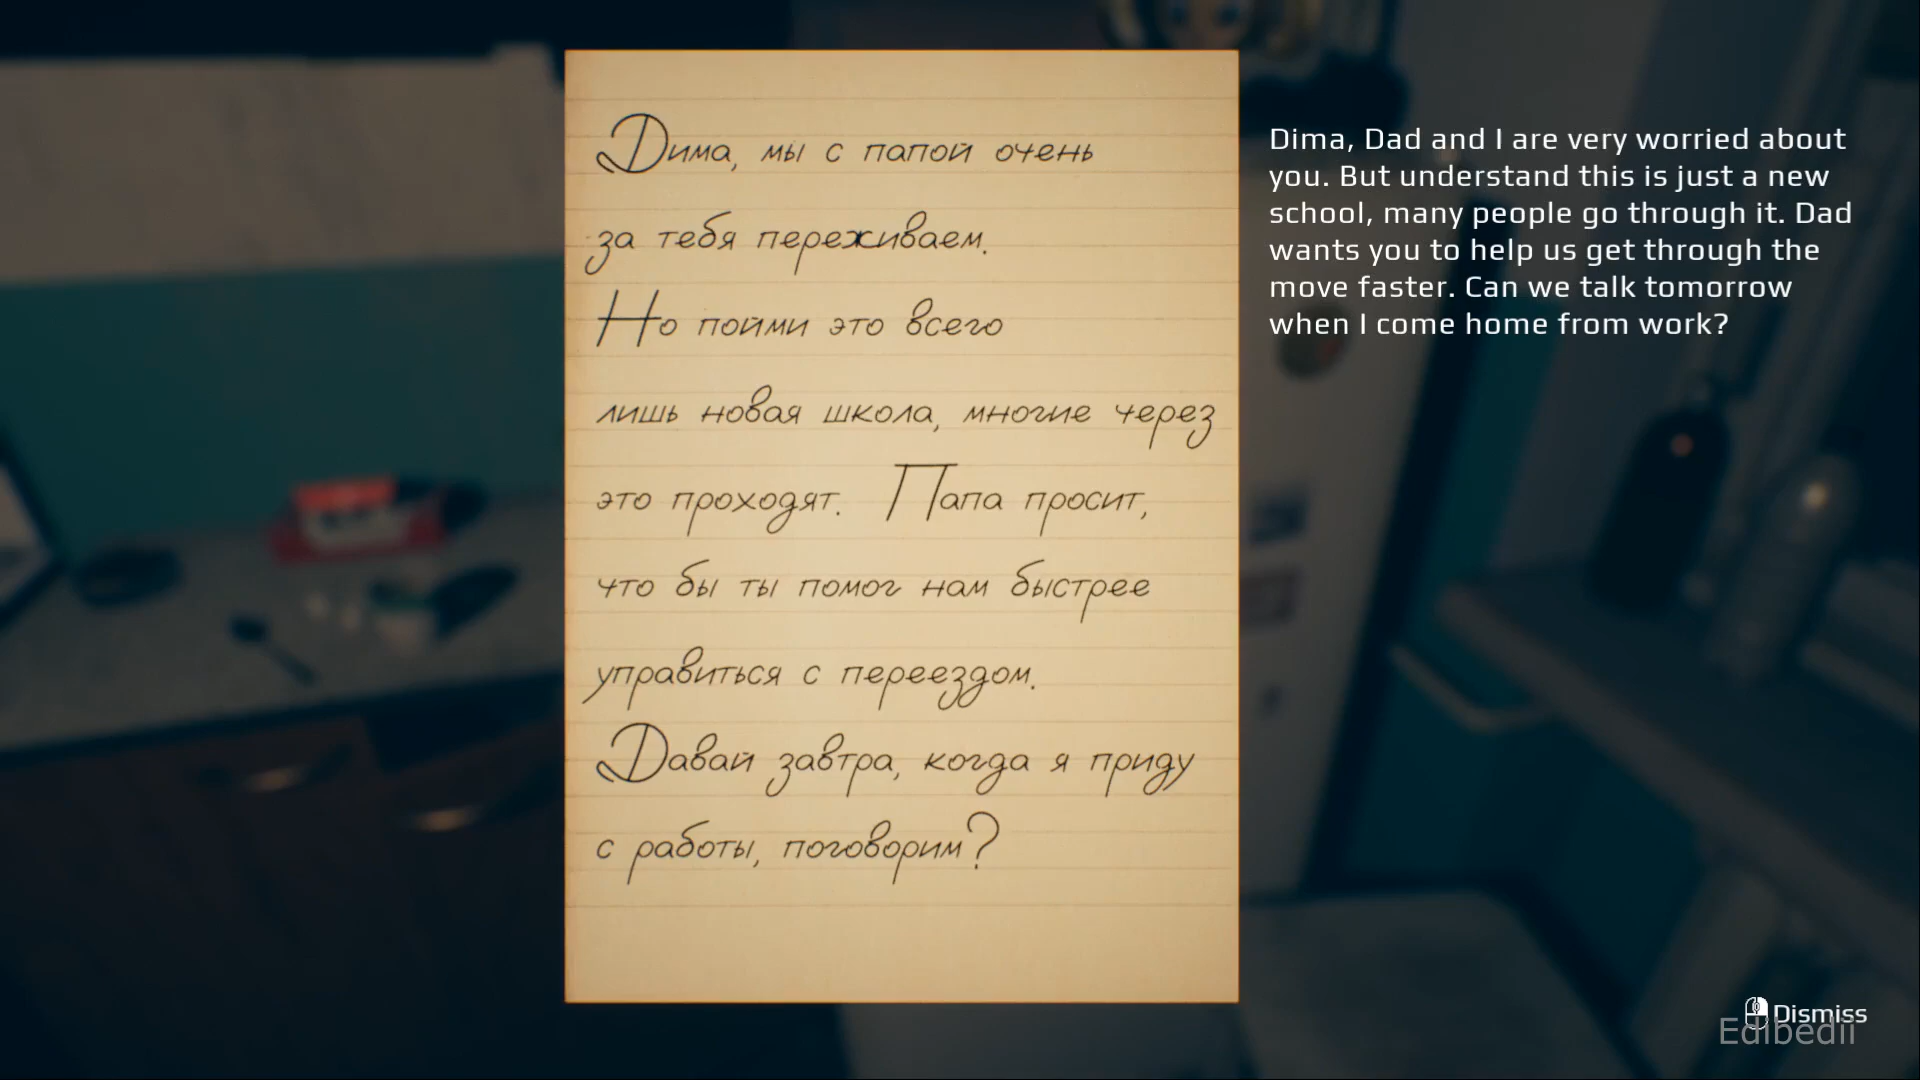 Дима, мы с папой очень
за тебя переживаем.
Но пойми это всего
лишь новая школа, многие через
это проходят. Папа просит,
что бы ты помог нам быстрее
управиться с переездом.
Давай завтра, когда я приду
с работы, поговорим?
Dima, Dad and I are very worried about
you. But understand this is just a new
school, many people go through it. Dad
wants you to help us get through the
move faster. Can we talk tomorrow
when I come home from work?
Dismiss
Edibedii